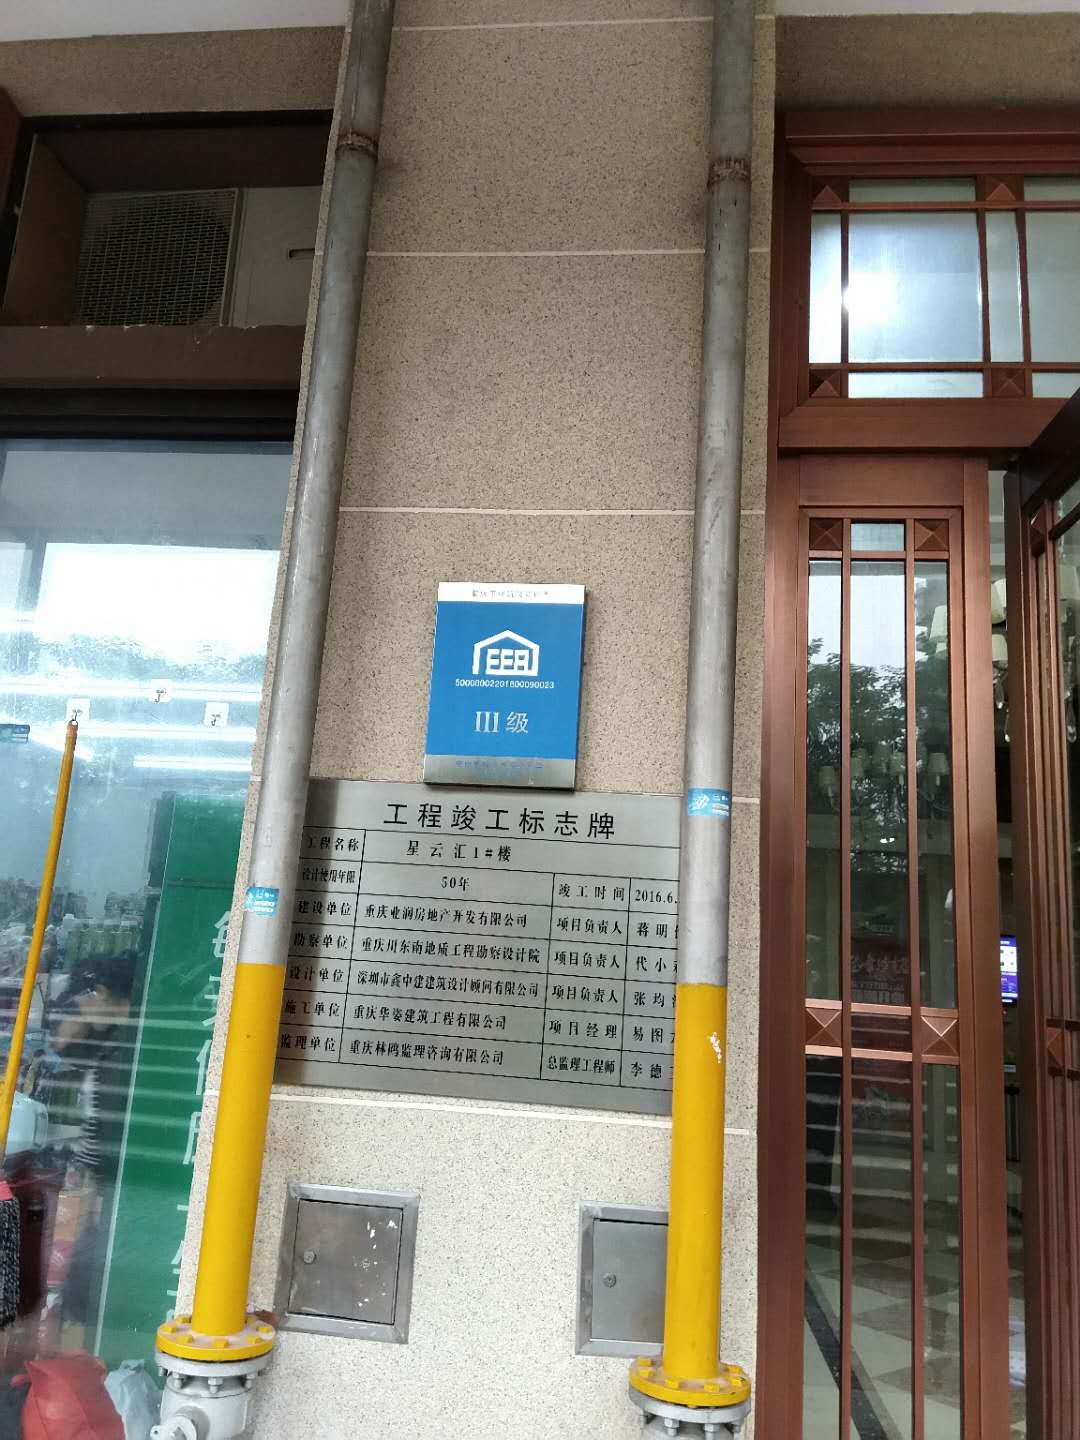 EEB
50000002201600090023
III级
工程竣工标志牌
工程名称 星云汇1#楼
设计使用年限 50年 竣工时间 2016.6.
建设单位 重庆业润房地产开发有限公司 项目负责人 蒋明
勘察单位 重庆川东南地质工程勘察设计院 项目负责人 代小
设计单位 深圳市鑫中建建筑设计顾问有限公司 项目负责人 张均
施工单位 重庆华姿建筑工程有限公司 项目经理 易图
监理单位 重庆林鸥监理咨询有限公司 总监理工程师 李德